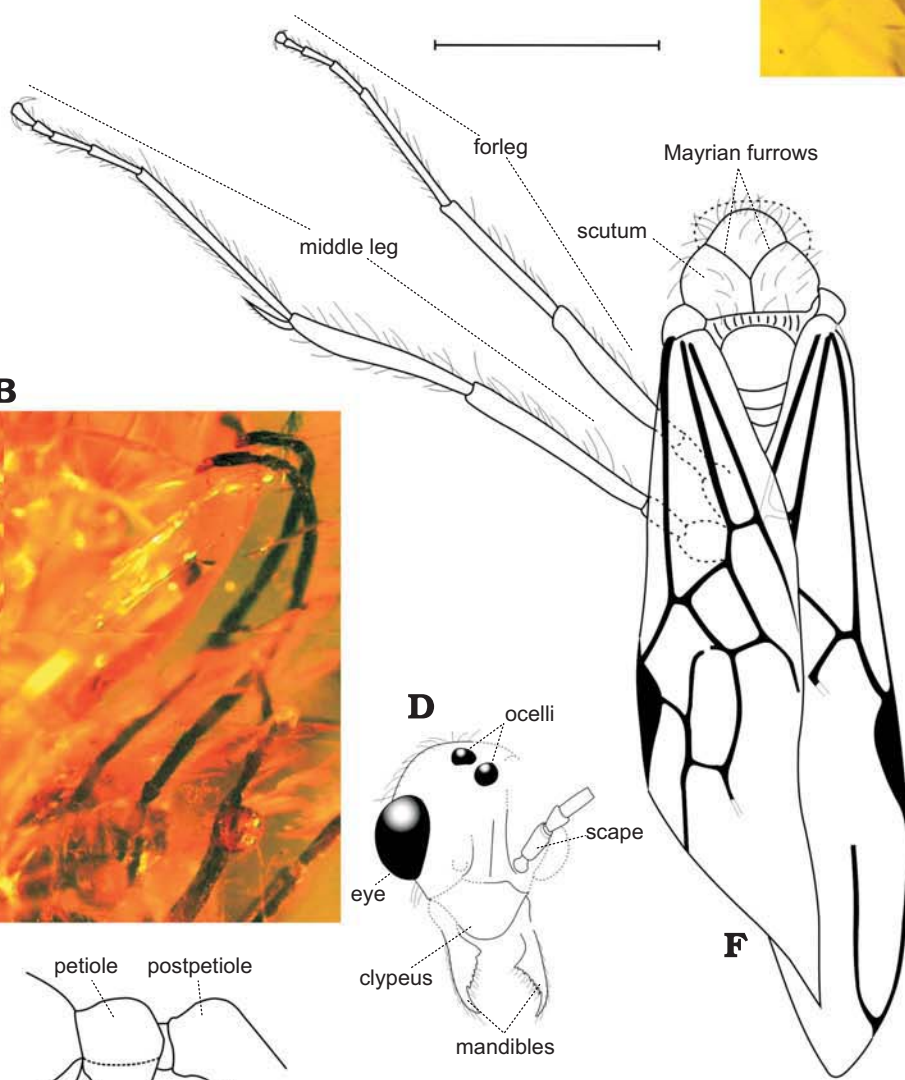 forleg
Mayrian furrows
scutum
middle leg
B
D
ocelli
scape
eye
clypeus
F
petiole postpetiole
mandibles